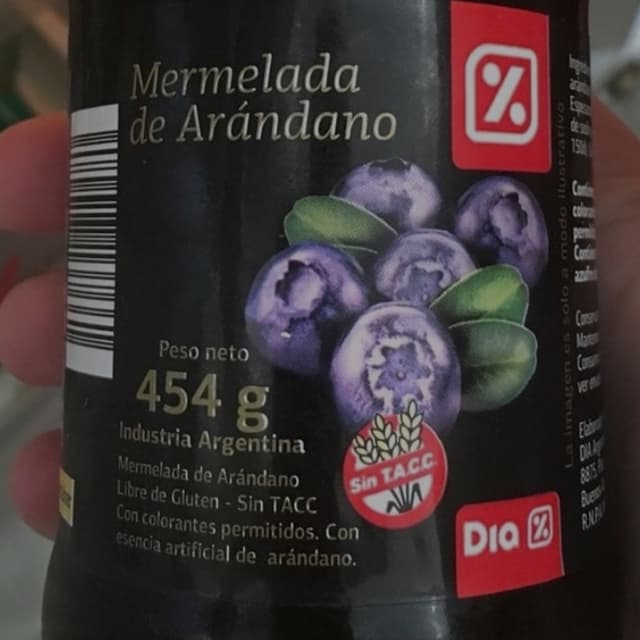 Mermelada
de Arándano
Peso neto
454 g
Industria Argentina
Mermelada de Arándano
Libre de Gluten - Sin TACC
Con colorantes permitidos. Con
esencia artificial de arándano.
Sin T.A.C.C.
DIA %
La imagen es solo a modo ilustrativo